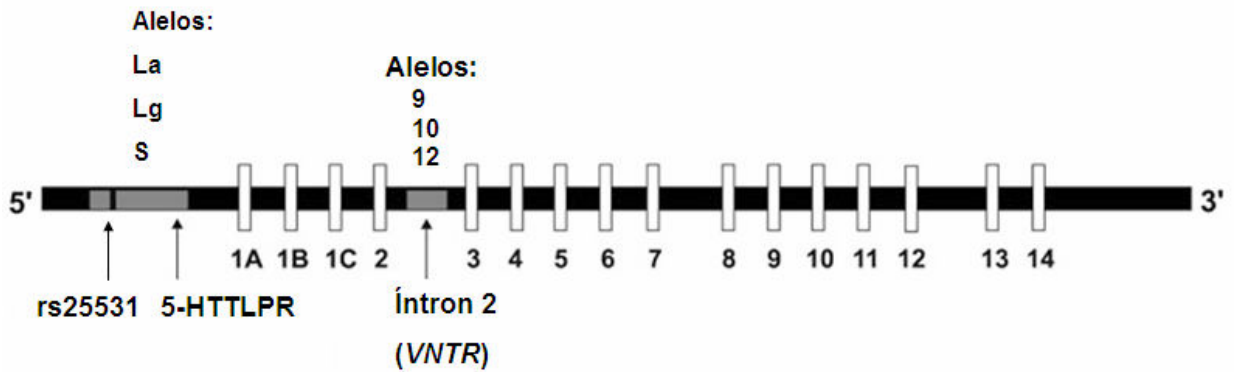 Alelos:
La
Lg
S
Alelos:
9
10
12
5'
3'
1A 1B 1C 2 3 4 5 6 7 8 9 10 11 12 13 14
rs25531 5-HTTLPR Íntron 2
(VNTR)